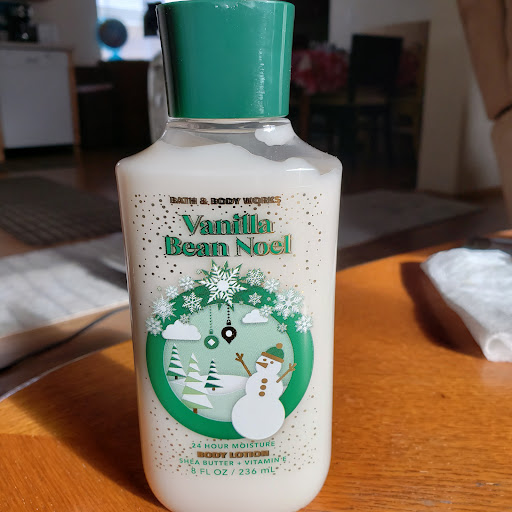 BATH & BODY WORKS
Vanilla
Bean Noel
24 HOUR MOISTURE
BODY LOTION
SHEA BUTTER + VITAMIN E
8 FL OZ / 236 mL